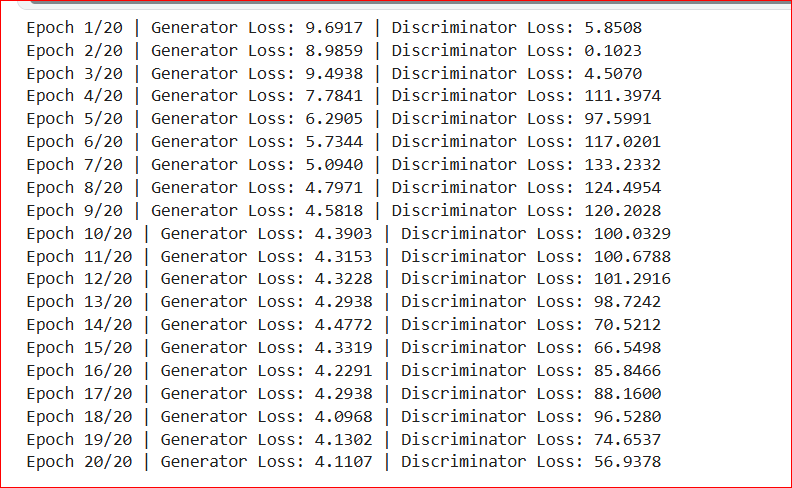 Epoch 1/20 | Generator Loss: 9.6917 | Discriminator Loss: 5.8508
Epoch 2/20 | Generator Loss: 8.9859 | Discriminator Loss: 0.1023
Epoch 3/20 | Generator Loss: 9.4938 | Discriminator Loss: 4.5070
Epoch 4/20 | Generator Loss: 7.7841 | Discriminator Loss: 111.3974
Epoch 5/20 | Generator Loss: 6.2905 | Discriminator Loss: 97.5991
Epoch 6/20 | Generator Loss: 5.7344 | Discriminator Loss: 117.0201
Epoch 7/20 | Generator Loss: 5.0940 | Discriminator Loss: 133.2332
Epoch 8/20 | Generator Loss: 4.7971 | Discriminator Loss: 124.4954
Epoch 9/20 | Generator Loss: 4.5818 | Discriminator Loss: 120.2028
Epoch 10/20 | Generator Loss: 4.3903 | Discriminator Loss: 100.0329
Epoch 11/20 | Generator Loss: 4.3153 | Discriminator Loss: 100.6788
Epoch 12/20 | Generator Loss: 4.3228 | Discriminator Loss: 101.2916
Epoch 13/20 | Generator Loss: 4.2938 | Discriminator Loss: 98.7242
Epoch 14/20 | Generator Loss: 4.4772 | Discriminator Loss: 70.5212
Epoch 15/20 | Generator Loss: 4.3319 | Discriminator Loss: 66.5498
Epoch 16/20 | Generator Loss: 4.2291 | Discriminator Loss: 85.8466
Epoch 17/20 | Generator Loss: 4.2938 | Discriminator Loss: 88.1600
Epoch 18/20 | Generator Loss: 4.0968 | Discriminator Loss: 96.5280
Epoch 19/20 | Generator Loss: 4.1302 | Discriminator Loss: 74.6537
Epoch 20/20 | Generator Loss: 4.1107 | Discriminator Loss: 56.9378